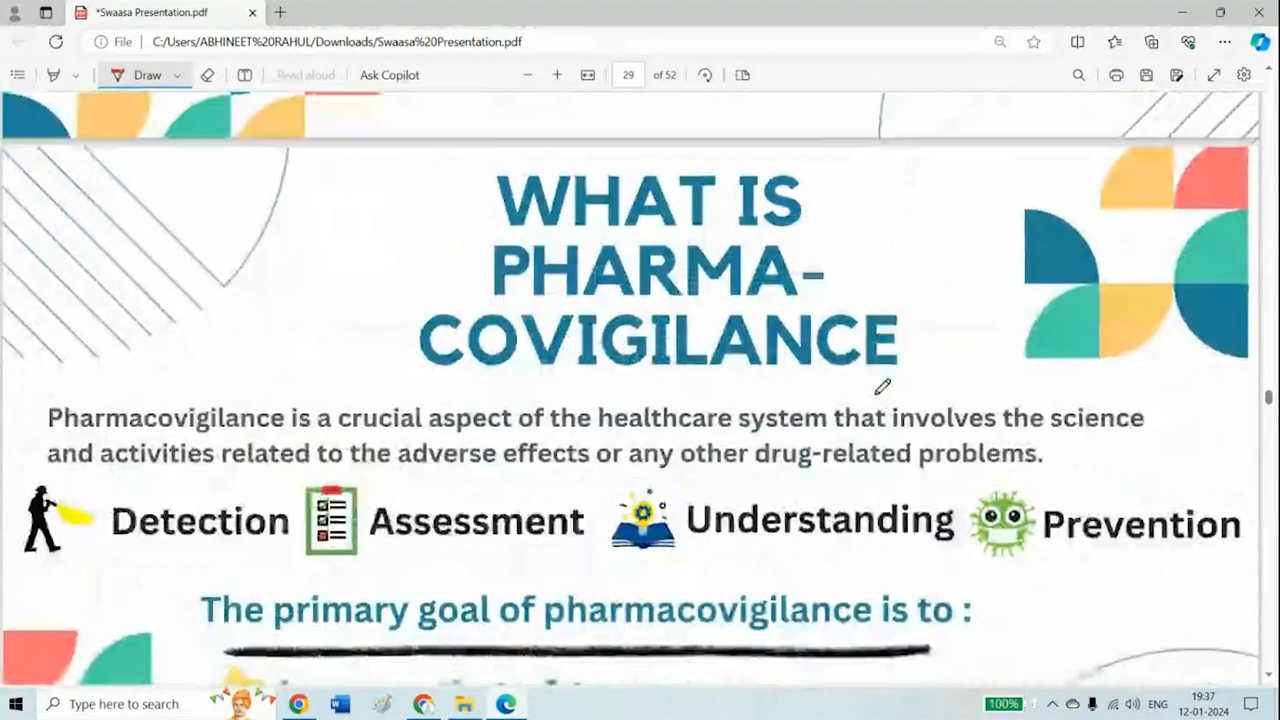 *Swaasa Presentation.pdf
File
C:/Users/ABHINEET%20RAHUL/Downloads/Swaasa%20Presentation.pdf
Draw
Read aloud
Ask Copilot
29
of 52
WHAT IS
PHARMA-
COVIGILANCE
Pharmacovigilance is a crucial aspect of the healthcare system that involves the science
and activities related to the adverse effects or any other drug-related problems.
Detection
Assessment
Understanding
Prevention
The primary goal of pharmacovigilance is to :
Type here to search
100%
ENG
19:37
12-01-2024